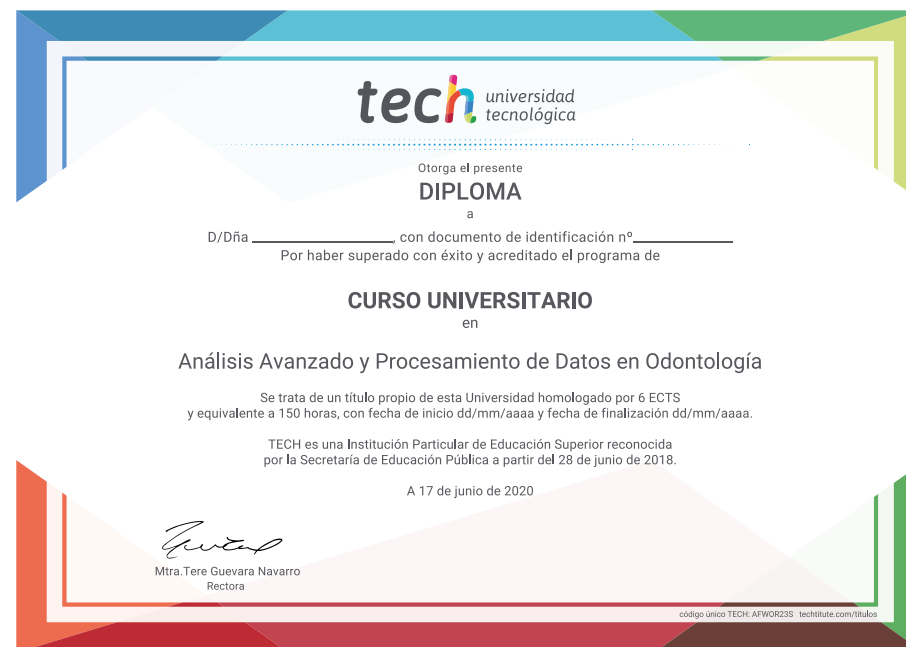 tech universidad
tecnológica
Otorga el presente
DIPLOMA
a
D/Dña ____________________, con documento de identificación nº______________
Por haber superado con éxito y acreditado el programa de
CURSO UNIVERSITARIO
en
Análisis Avanzado y Procesamiento de Datos en Odontología
Se trata de un título propio de esta Universidad homologado por 6 ECTS
y equivalente a 150 horas, con fecha de inicio dd/mm/aaaa y fecha de finalización dd/mm/aaaa.
TECH es una Institución Particular de Educación Superior reconocida
por la Secretaría de Educación Pública a partir del 28 de junio de 2018.
A 17 de junio de 2020
Mtra.Tere Guevara Navarro
Rectora
código único TECH: AFWOR23S techtitute.com/titulos